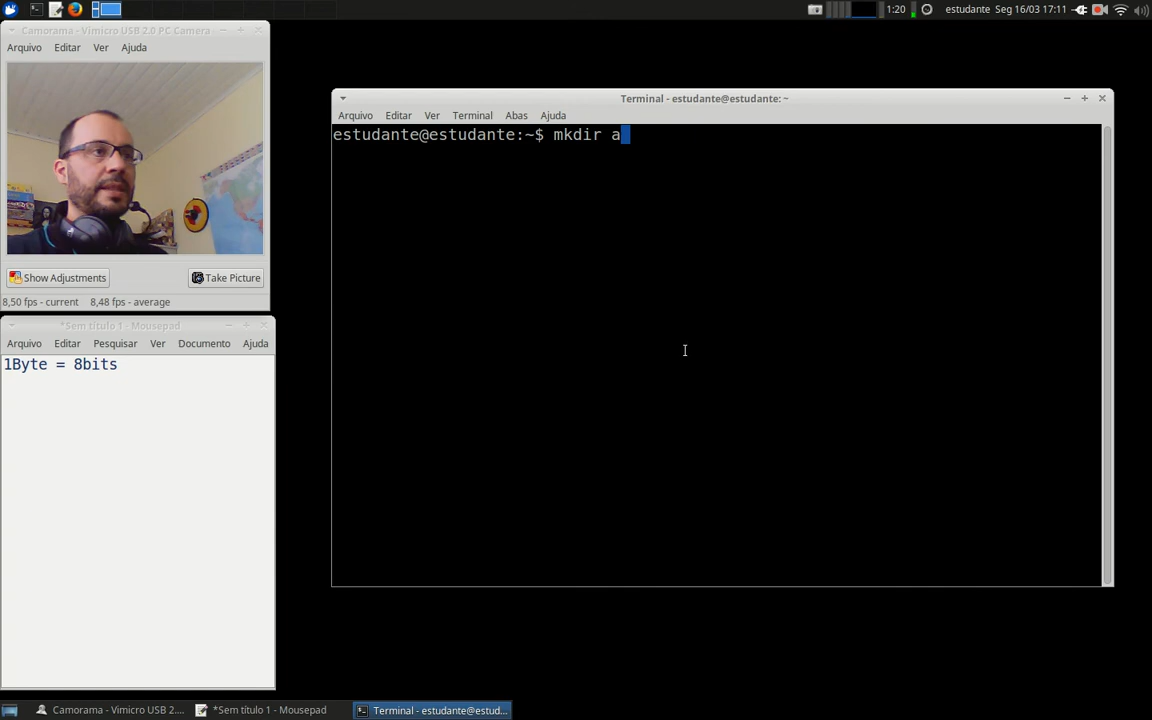 1:20
estudante Seg 16/03 17:11
Camorama - Vimicro USB 2.0 PC Camera
Arquivo Editar Ver Ajuda
Show Adjustments
Take Picture
8,50 fps - current 8,48 fps - average
*Sem título 1 - Mousepad
Arquivo Editar Pesquisar Ver Documento Ajuda
1Byte = 8bits
Terminal - estudante@estudante: ~
Arquivo Editar Ver Terminal Abas Ajuda
estudante@estudante:~$ mkdir a
Camorama - Vimicro USB 2....
*Sem título 1 - Mousepad
Terminal - estudante@estud...